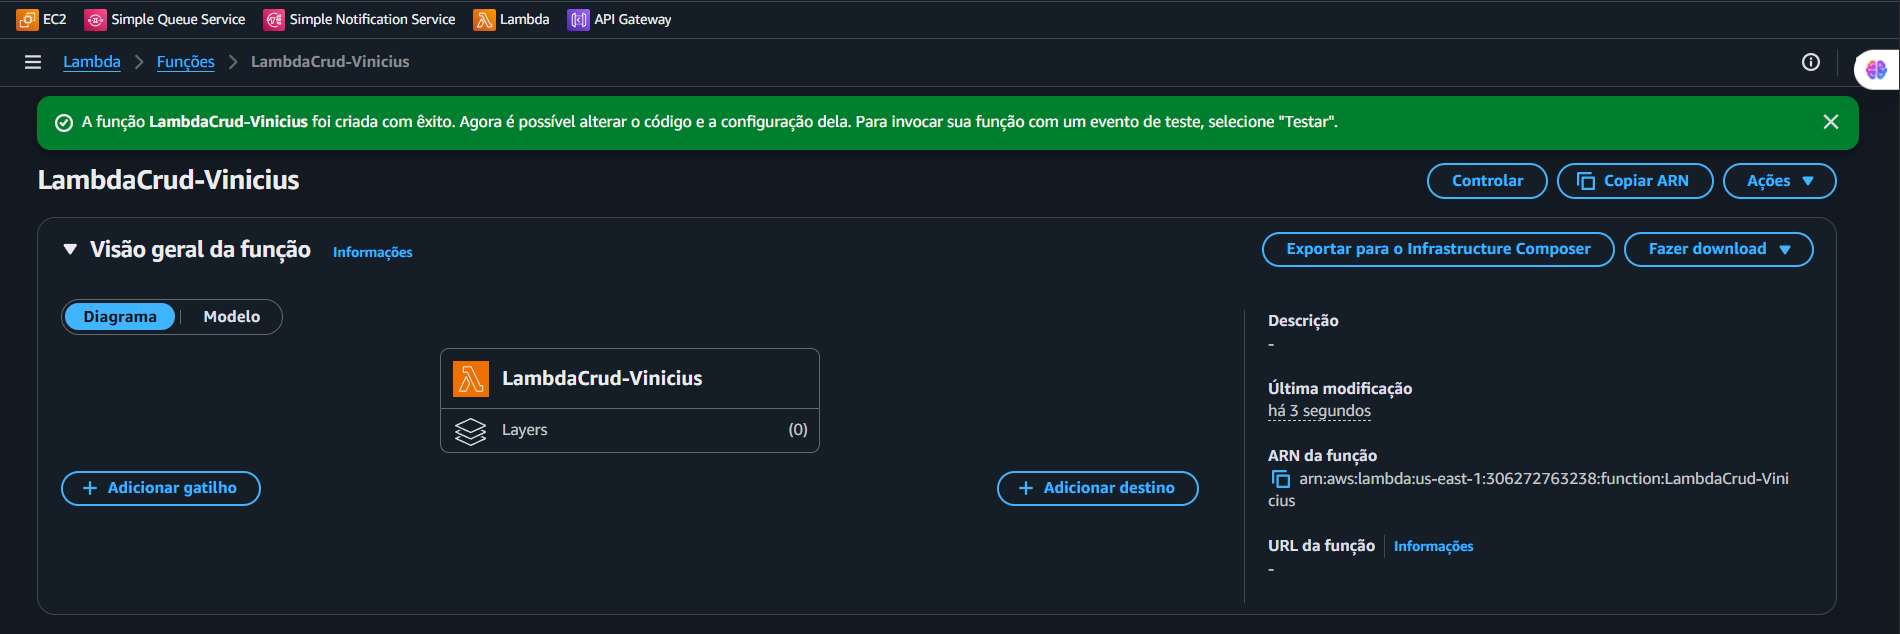 EC2 Simple Queue Service Simple Notification Service Lambda API Gateway
Lambda Funções LambdaCrud-Vinicius
A função LambdaCrud-Vinicius foi criada com êxito. Agora é possível alterar o código e a configuração dela. Para invocar sua função com um evento de teste, selecione "Testar".
LambdaCrud-Vinicius
Controlar Copiar ARN Ações
Visão geral da função Informações
Exportar para o Infrastructure Composer Fazer download
Diagrama Modelo
LambdaCrud-Vinicius
Layers (0)
+ Adicionar gatilho
+ Adicionar destino
Descrição
-
Última modificação
há 3 segundos
ARN da função
arn:aws:lambda:us-east-1:306272763238:function:LambdaCrud-Vini
cius
URL da função Informações
-